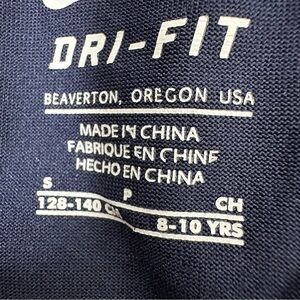 DRI-FIT
BEAVERTON, OREGON USA
MADE IN CHINA
FABRIQUE EN CHINE
HECHO EN CHINA
S P CH
128-140 C
8-10 YRS